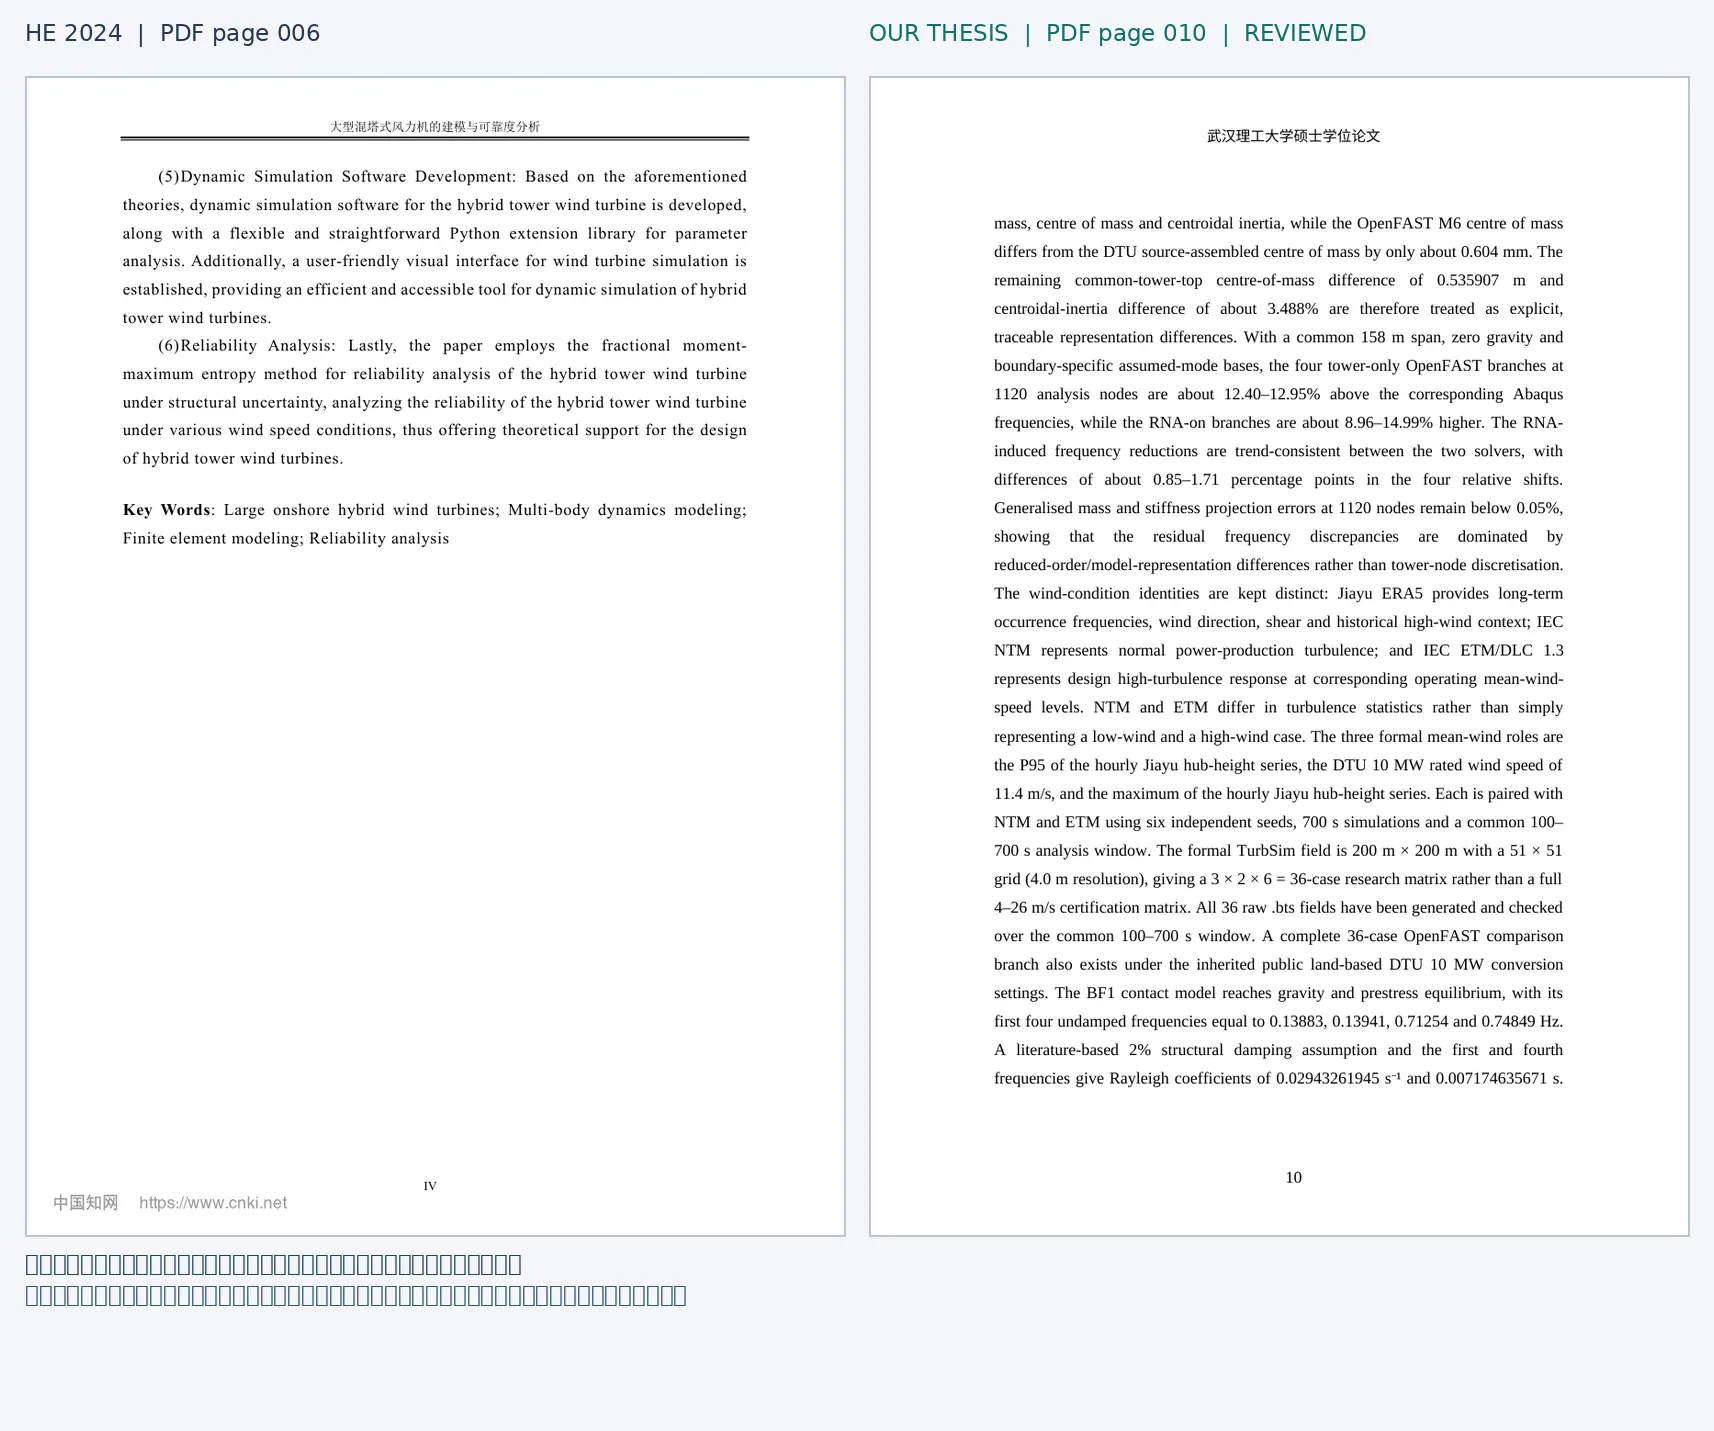 HE 2024 | PDF page 006
大型混塔式风力机的建模与可靠度分析
(5)Dynamic Simulation Software Development: Based on the aforementioned
theories, dynamic simulation software for the hybrid tower wind turbine is developed,
along with a flexible and straightforward Python extension library for parameter
analysis. Additionally, a user-friendly visual interface for wind turbine simulation is
established, providing an efficient and accessible tool for dynamic simulation of hybrid
tower wind turbines.
(6)Reliability Analysis: Lastly, the paper employs the fractional moment-
maximum entropy method for reliability analysis of the hybrid tower wind turbine
under structural uncertainty, analyzing the reliability of the hybrid tower wind turbine
under various wind speed conditions, thus offering theoretical support for the design
of hybrid tower wind turbines.
Key Words: Large onshore hybrid wind turbines; Multi-body dynamics modeling;
Finite element modeling; Reliability analysis
IV
中国知网 https://www.cnki.net
OUR THESIS | PDF page 010 | REVIEWED
武汉理工大学硕士学位论文
mass, centre of mass and centroidal inertia, while the OpenFAST M6 centre of mass
differs from the DTU source-assembled centre of mass by only about 0.604 mm. The
remaining common-tower-top centre-of-mass difference of 0.535907 m and
centroidal-inertia difference of about 3.488% are therefore treated as explicit,
traceable representation differences. With a common 158 m span, zero gravity and
boundary-specific assumed-mode bases, the four tower-only OpenFAST branches at
1120 analysis nodes are about 12.40–12.95% above the corresponding Abaqus
frequencies, while the RNA-on branches are about 8.96–14.99% higher. The RNA-
induced frequency reductions are trend-consistent between the two solvers, with
differences of about 0.85–1.71 percentage points in the four relative shifts.
Generalised mass and stiffness projection errors at 1120 nodes remain below 0.05%,
showing that the residual frequency discrepancies are dominated by
reduced-order/model-representation differences rather than tower-node discretisation.
The wind-condition identities are kept distinct: Jiayu ERA5 provides long-term
occurrence frequencies, wind direction, shear and historical high-wind context; IEC
NTM represents normal power-production turbulence; and IEC ETM/DLC 1.3
represents design high-turbulence response at corresponding operating mean-wind-
speed levels. NTM and ETM differ in turbulence statistics rather than simply
representing a low-wind and a high-wind case. The three formal mean-wind roles are
the P95 of the hourly Jiayu hub-height series, the DTU 10 MW rated wind speed of
11.4 m/s, and the maximum of the hourly Jiayu hub-height series. Each is paired with
NTM and ETM using six independent seeds, 700 s simulations and a common 100–
700 s analysis window. The formal TurbSim field is 200 m × 200 m with a 51 × 51
grid (4.0 m resolution), giving a 3 × 2 × 6 = 36-case research matrix rather than a full
4–26 m/s certification matrix. All 36 raw .bts fields have been generated and checked
over the common 100–700 s window. A complete 36-case OpenFAST comparison
branch also exists under the inherited public land-based DTU 10 MW conversion
settings. The BF1 contact model reaches gravity and prestress equilibrium, with its
first four undamped frequencies equal to 0.13883, 0.13941, 0.71254 and 0.74849 Hz.
A literature-based 2% structural damping assumption and the first and fourth
frequencies give Rayleigh coefficients of 0.02943261945 s⁻¹ and 0.007174635671 s.
10